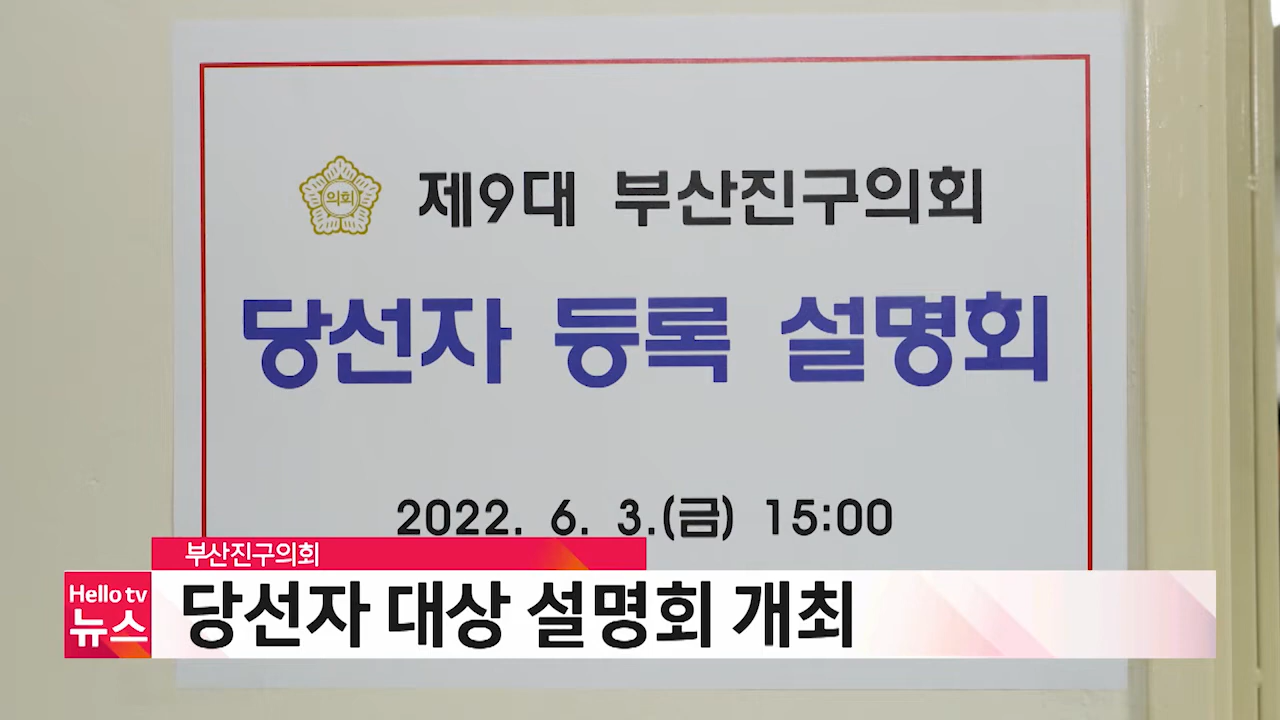 의회
제9대 부산진구의회
당선자 등록 설명회
2022. 6. 3.(금) 15:00
부산진구의회
Hello tv
뉴스
당선자 대상 설명회 개최